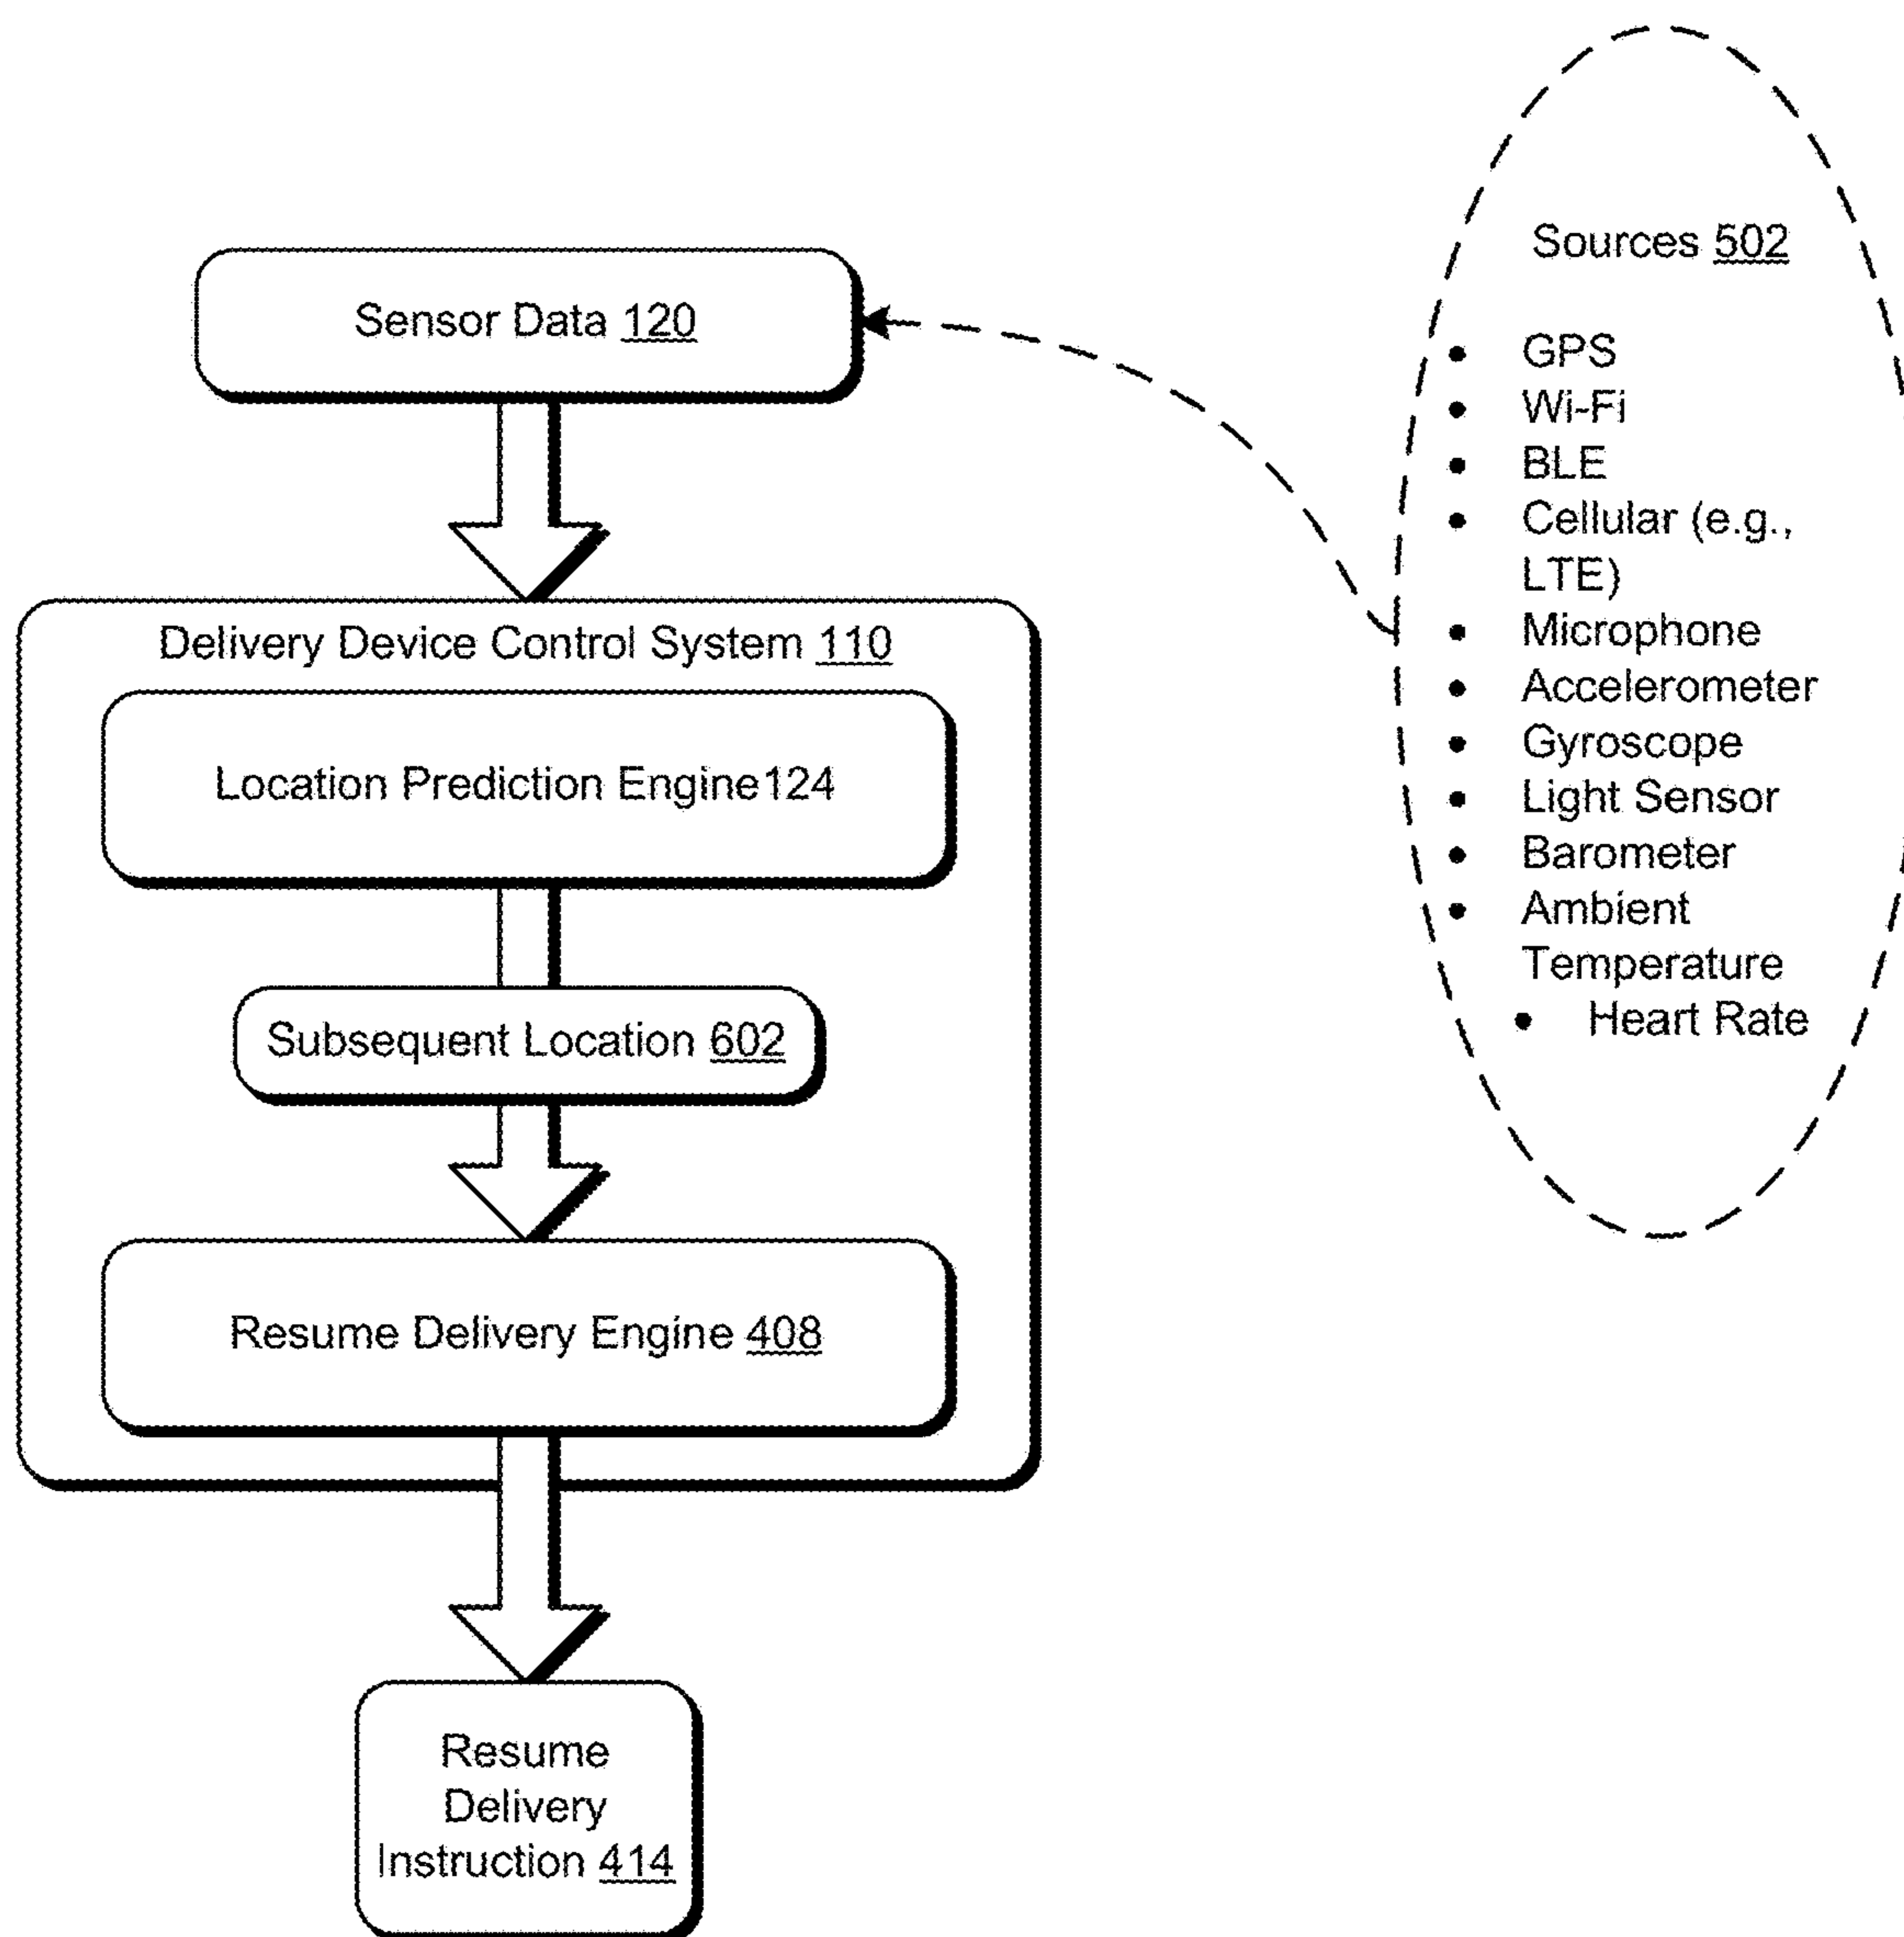 Sensor Data 120
Delivery Device Control System 110
Location Prediction Engine124
Subsequent Location 602
Resume Delivery Engine 408
Resume
Delivery
Instruction 414
Sources 502
• GPS
• Wi-Fi
• BLE
• Cellular (e.g.,
LTE)
• Microphone
• Accelerometer
• Gyroscope
• Light Sensor
• Barometer
• Ambient
Temperature
• Heart Rate